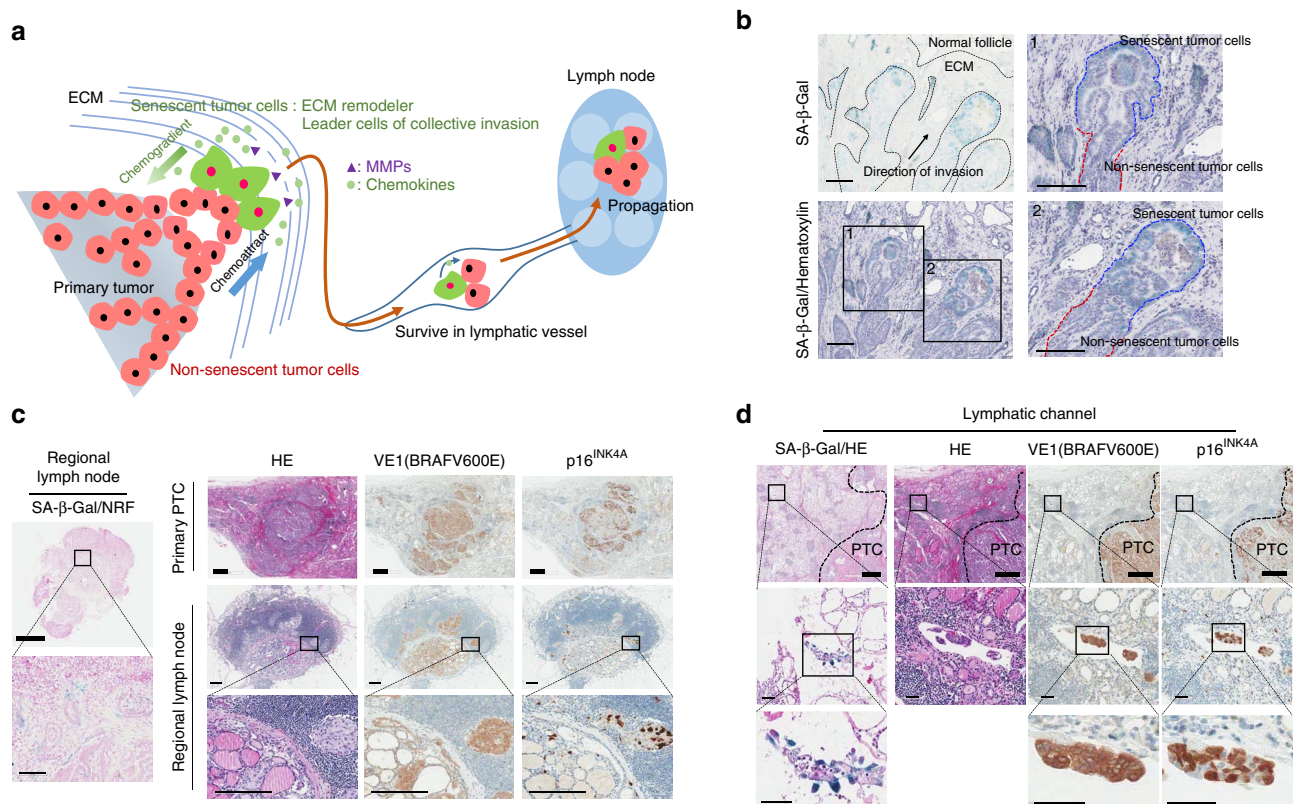 a
ECM
Senescent tumor cells : ECM remodeler
Leader cells of collective invasion
Chemogradient
▲: MMPs
●: Chemokines
Lymph node
Propagation
Chemoattract
Primary tumor
Survive in lymphatic vessel
Non-senescent tumor cells
b
SA-β-Gal
Normal follicle
ECM
Direction of invasion
1
Senescent tumor cells
Non-senescent tumor cells
SA-β-Gal/Hematoxylin
1
2
2
Senescent tumor cells
Non-senescent tumor cells
c
Regional
lymph node
SA-β-Gal/NRF
HE
VE1(BRAFV600E)
p16INK4A
Primary PTC
Regional lymph node
d
Lymphatic channel
SA-β-Gal/HE
HE
VE1(BRAFV600E)
p16INK4A
PTC
PTC
PTC
PTC